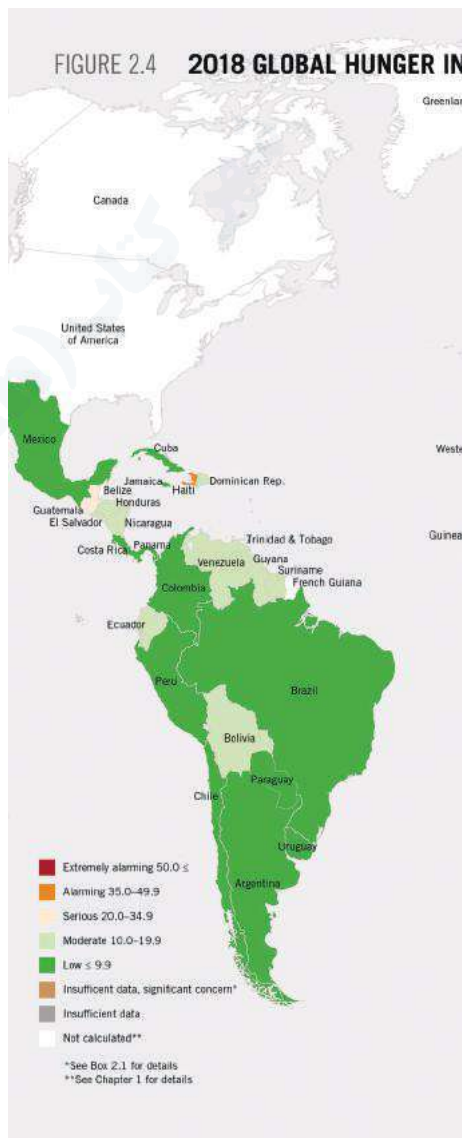 FIGURE 2.4 2018 GLOBAL HUNGER IN
Greenlan
Canada
United States
of America
Mexico
Cuba
Weste
Jamaica
Dominican Rep.
Belize
Haiti
Honduras
Guatemala
El Salvador
Nicaragua
Trinidad & Tobago
Guinea
Costa Rica
Panama
Venezuela
Guyana
Suriname
French Guiana
Colombia
Ecuador
Peru
Brazil
Bolivia
Paraguay
Chile
Uruguay
Argentina
Extremely alarming 50.0 ≤
Alarming 35.0–49.9
Serious 20.0–34.9
Moderate 10.0–19.9
Low ≤ 9.9
Insufficent data, significant concern*
Insufficient data
Not calculated**
*See Box 2.1 for details
**See Chapter 1 for details